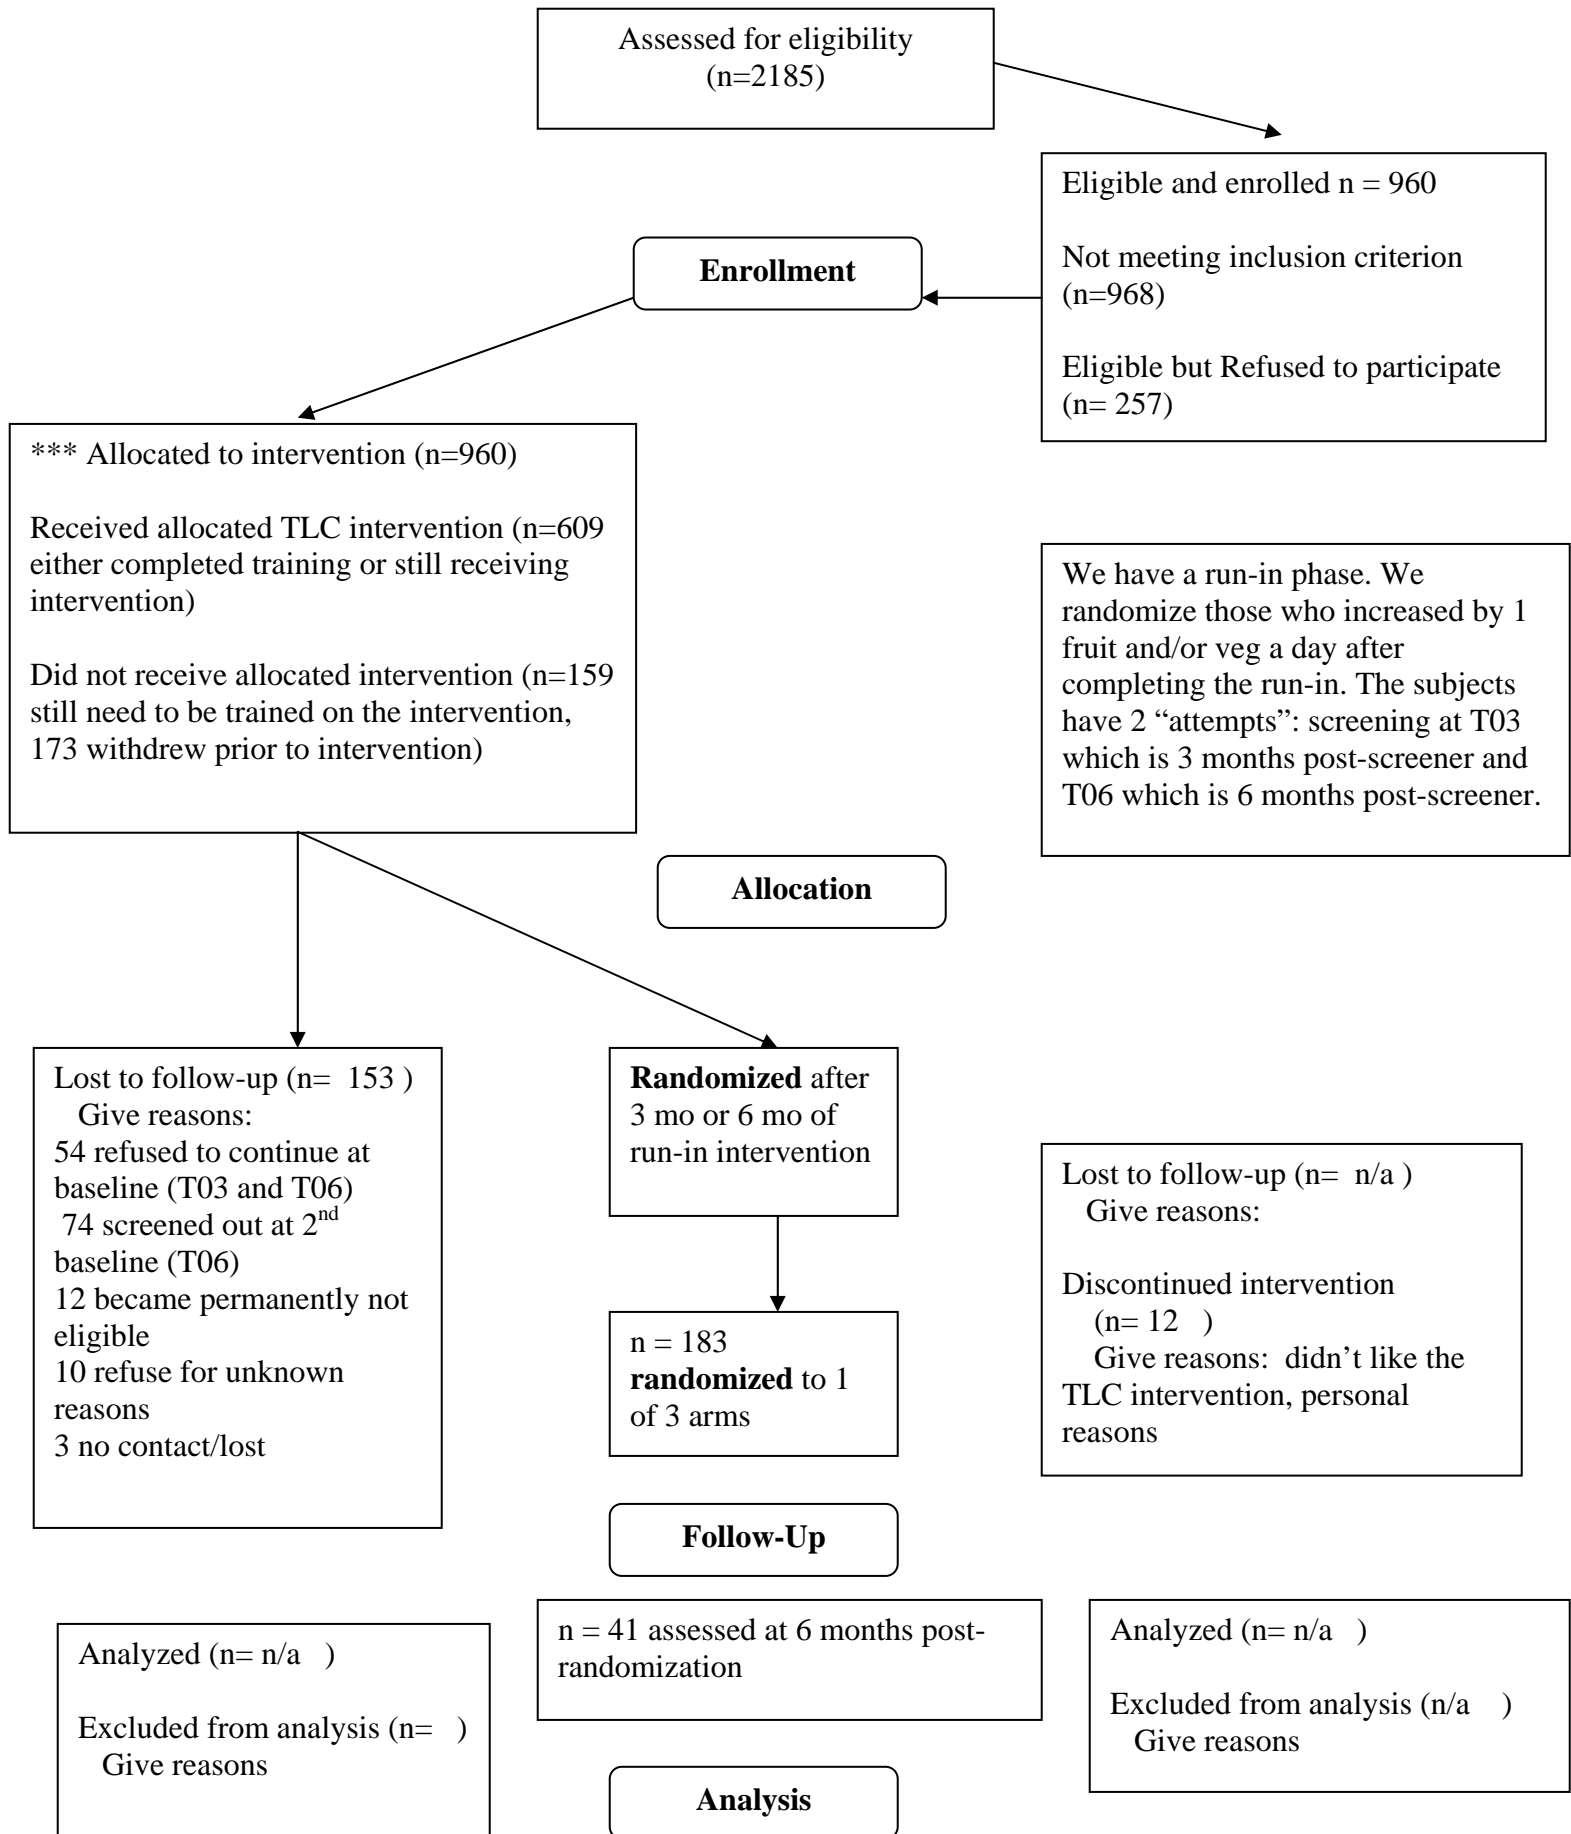 Assessed for eligibility
(n=2185)
Eligible and enrolled n = 960
Not meeting inclusion criterion
(n=968)
Eligible but Refused to participate
(n= 257)
Enrollment
*** Allocated to intervention (n=960)
Received allocated TLC intervention (n=609
either completed training or still receiving
intervention)
Did not receive allocated intervention (n=159
still need to be trained on the intervention,
173 withdrew prior to intervention)
We have a run-in phase. We
randomize those who increased by 1
fruit and/or veg a day after
completing the run-in. The subjects
have 2 “attempts”: screening at T03
which is 3 months post-screener and
T06 which is 6 months post-screener.
Allocation
Lost to follow-up (n= 153 )
Give reasons:
54 refused to continue at
baseline (T03 and T06)
74 screened out at 2nd
baseline (T06)
12 became permanently not
eligible
10 refuse for unknown
reasons
3 no contact/lost
Randomized after
3 mo or 6 mo of
run-in intervention
n = 183
randomized to 1
of 3 arms
Lost to follow-up (n= n/a )
Give reasons:
Discontinued intervention
(n= 12 )
Give reasons: didn’t like the
TLC intervention, personal
reasons
Follow-Up
Analyzed (n= n/a )
Excluded from analysis (n= )
Give reasons
n = 41 assessed at 6 months post-
randomization
Analyzed (n= n/a )
Excluded from analysis (n/a )
Give reasons
Analysis